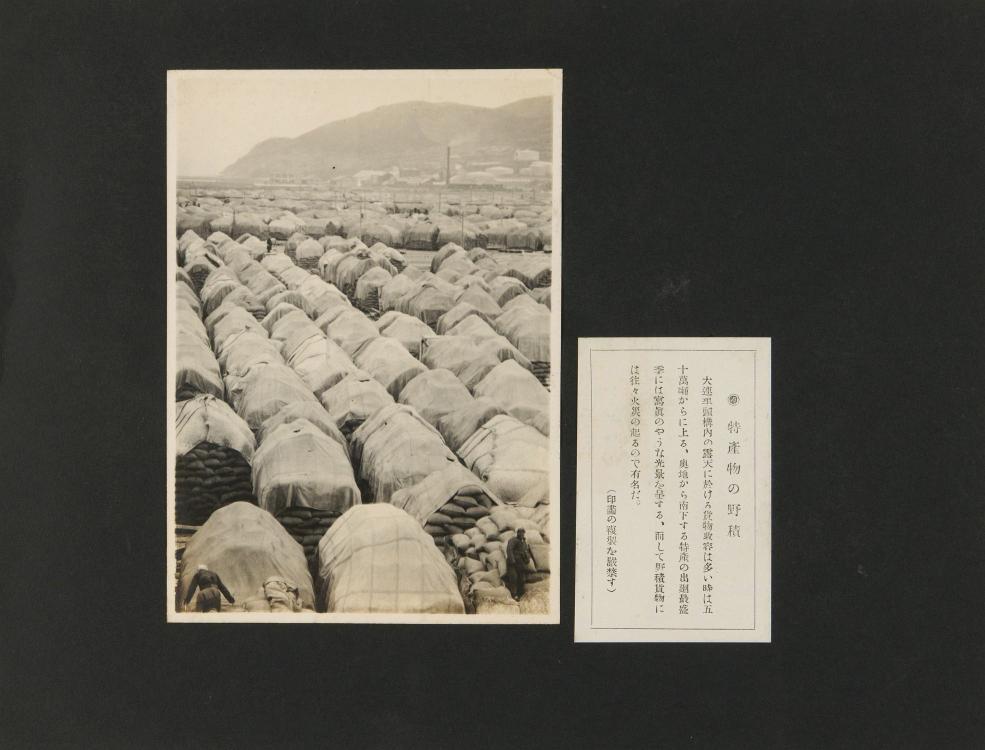 特產物の野積
大連埠頭構内の露天に於ける貨物收容は多い時は五
十萬噸からに上る、奧地から南下する特產の出廻最盛
季には寫眞のやうな光景を呈する、而して野積貨物に
は往々火災の起るので有名だ。
(印畫の複製を嚴禁す)